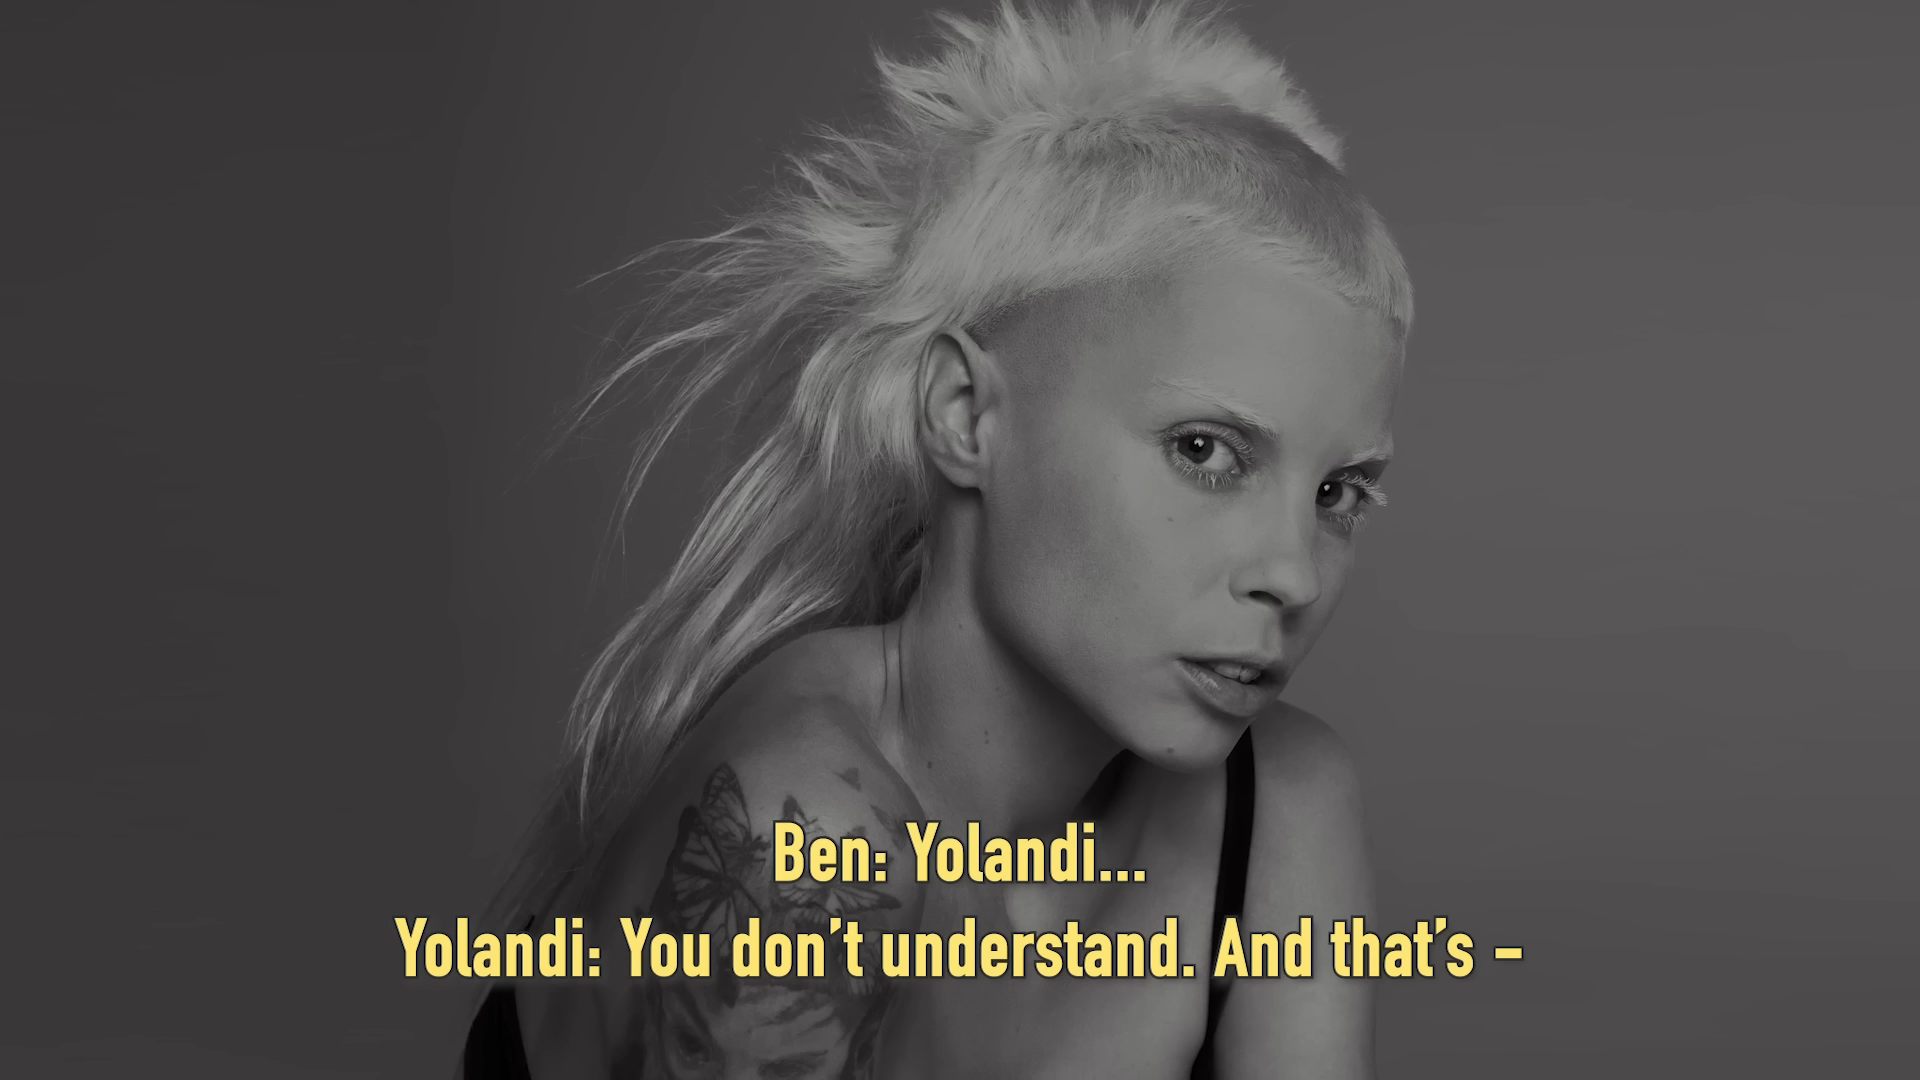 Ben: Yolandi...
Yolandi: You don’t understand. And that’s –